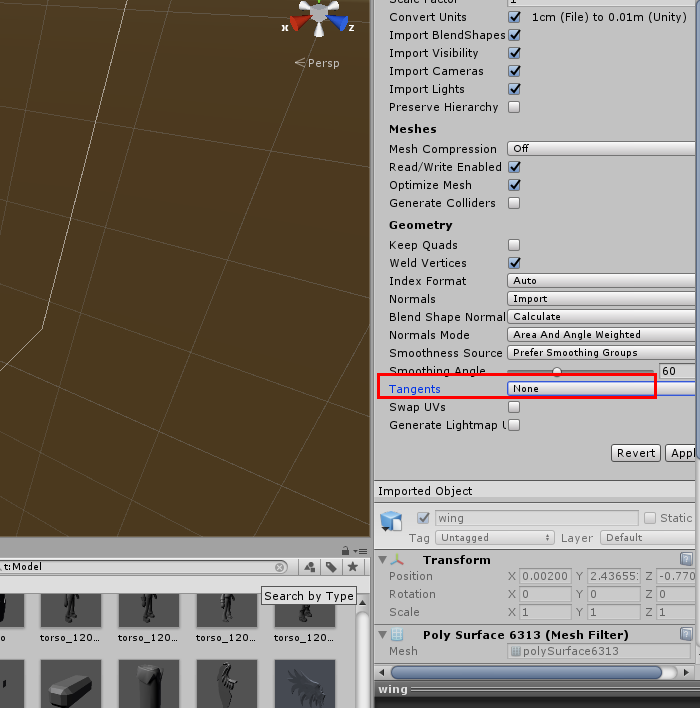 Scale Factor 1
Convert Units 1cm (File) to 0.01m (Unity)
x z
Import BlendShapes
Import Visibility
Persp
Import Cameras
Import Lights
Preserve Hierarchy
Meshes
Mesh Compression Off
Read/Write Enabled
Optimize Mesh
Generate Colliders
Geometry
Keep Quads
Weld Vertices
Index Format Auto
Normals Import
Blend Shape Normal Calculate
Normals Mode Area And Angle Weighted
Smoothness Source Prefer Smoothing Groups
Smoothing Angle 60
Tangents None
Swap UVs
Generate Lightmap U
Revert Appl
Imported Object
wing Static
Tag Untagged Layer Default
Transform
Position X 0.00200 Y 2.43655 Z -0.770
Rotation X 0 Y 0 Z 0
Scale X 1 Y 1 Z 1
Poly Surface 6313 (Mesh Filter)
Mesh polySurface6313
wing
t:Model
Search by Type
o torso_120... torso_120... torso_120... torso_120...